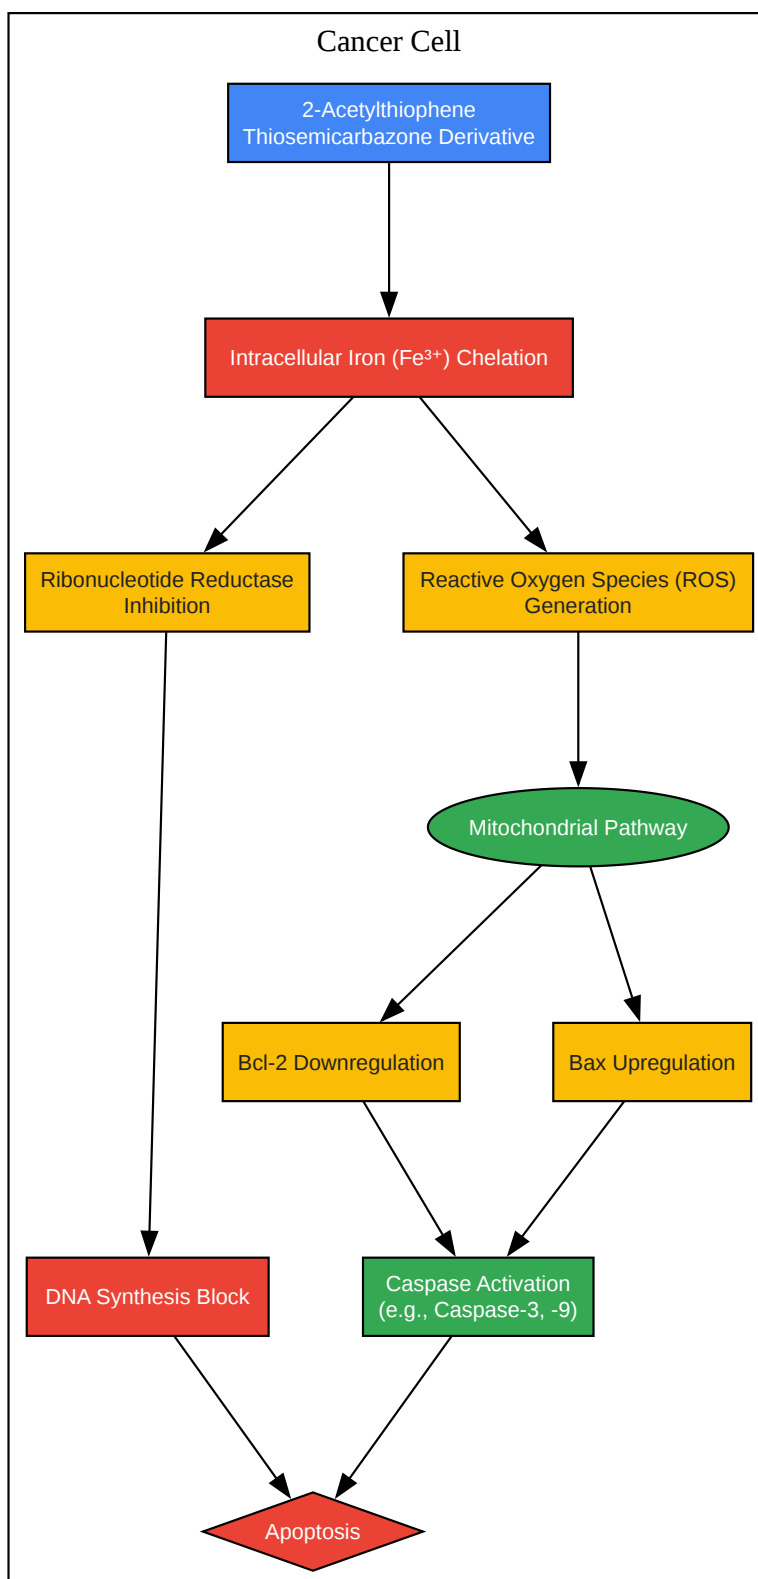 Cancer Cell
2-Acetylthiophene
Thiosemicarbazone Derivative
Intracellular Iron (Fe³⁺) Chelation
Ribonucleotide Reductase
Inhibition
Reactive Oxygen Species (ROS)
Generation
Mitochondrial Pathway
Bcl-2 Downregulation
Bax Upregulation
DNA Synthesis Block
Caspase Activation
(e.g., Caspase-3, -9)
Apoptosis